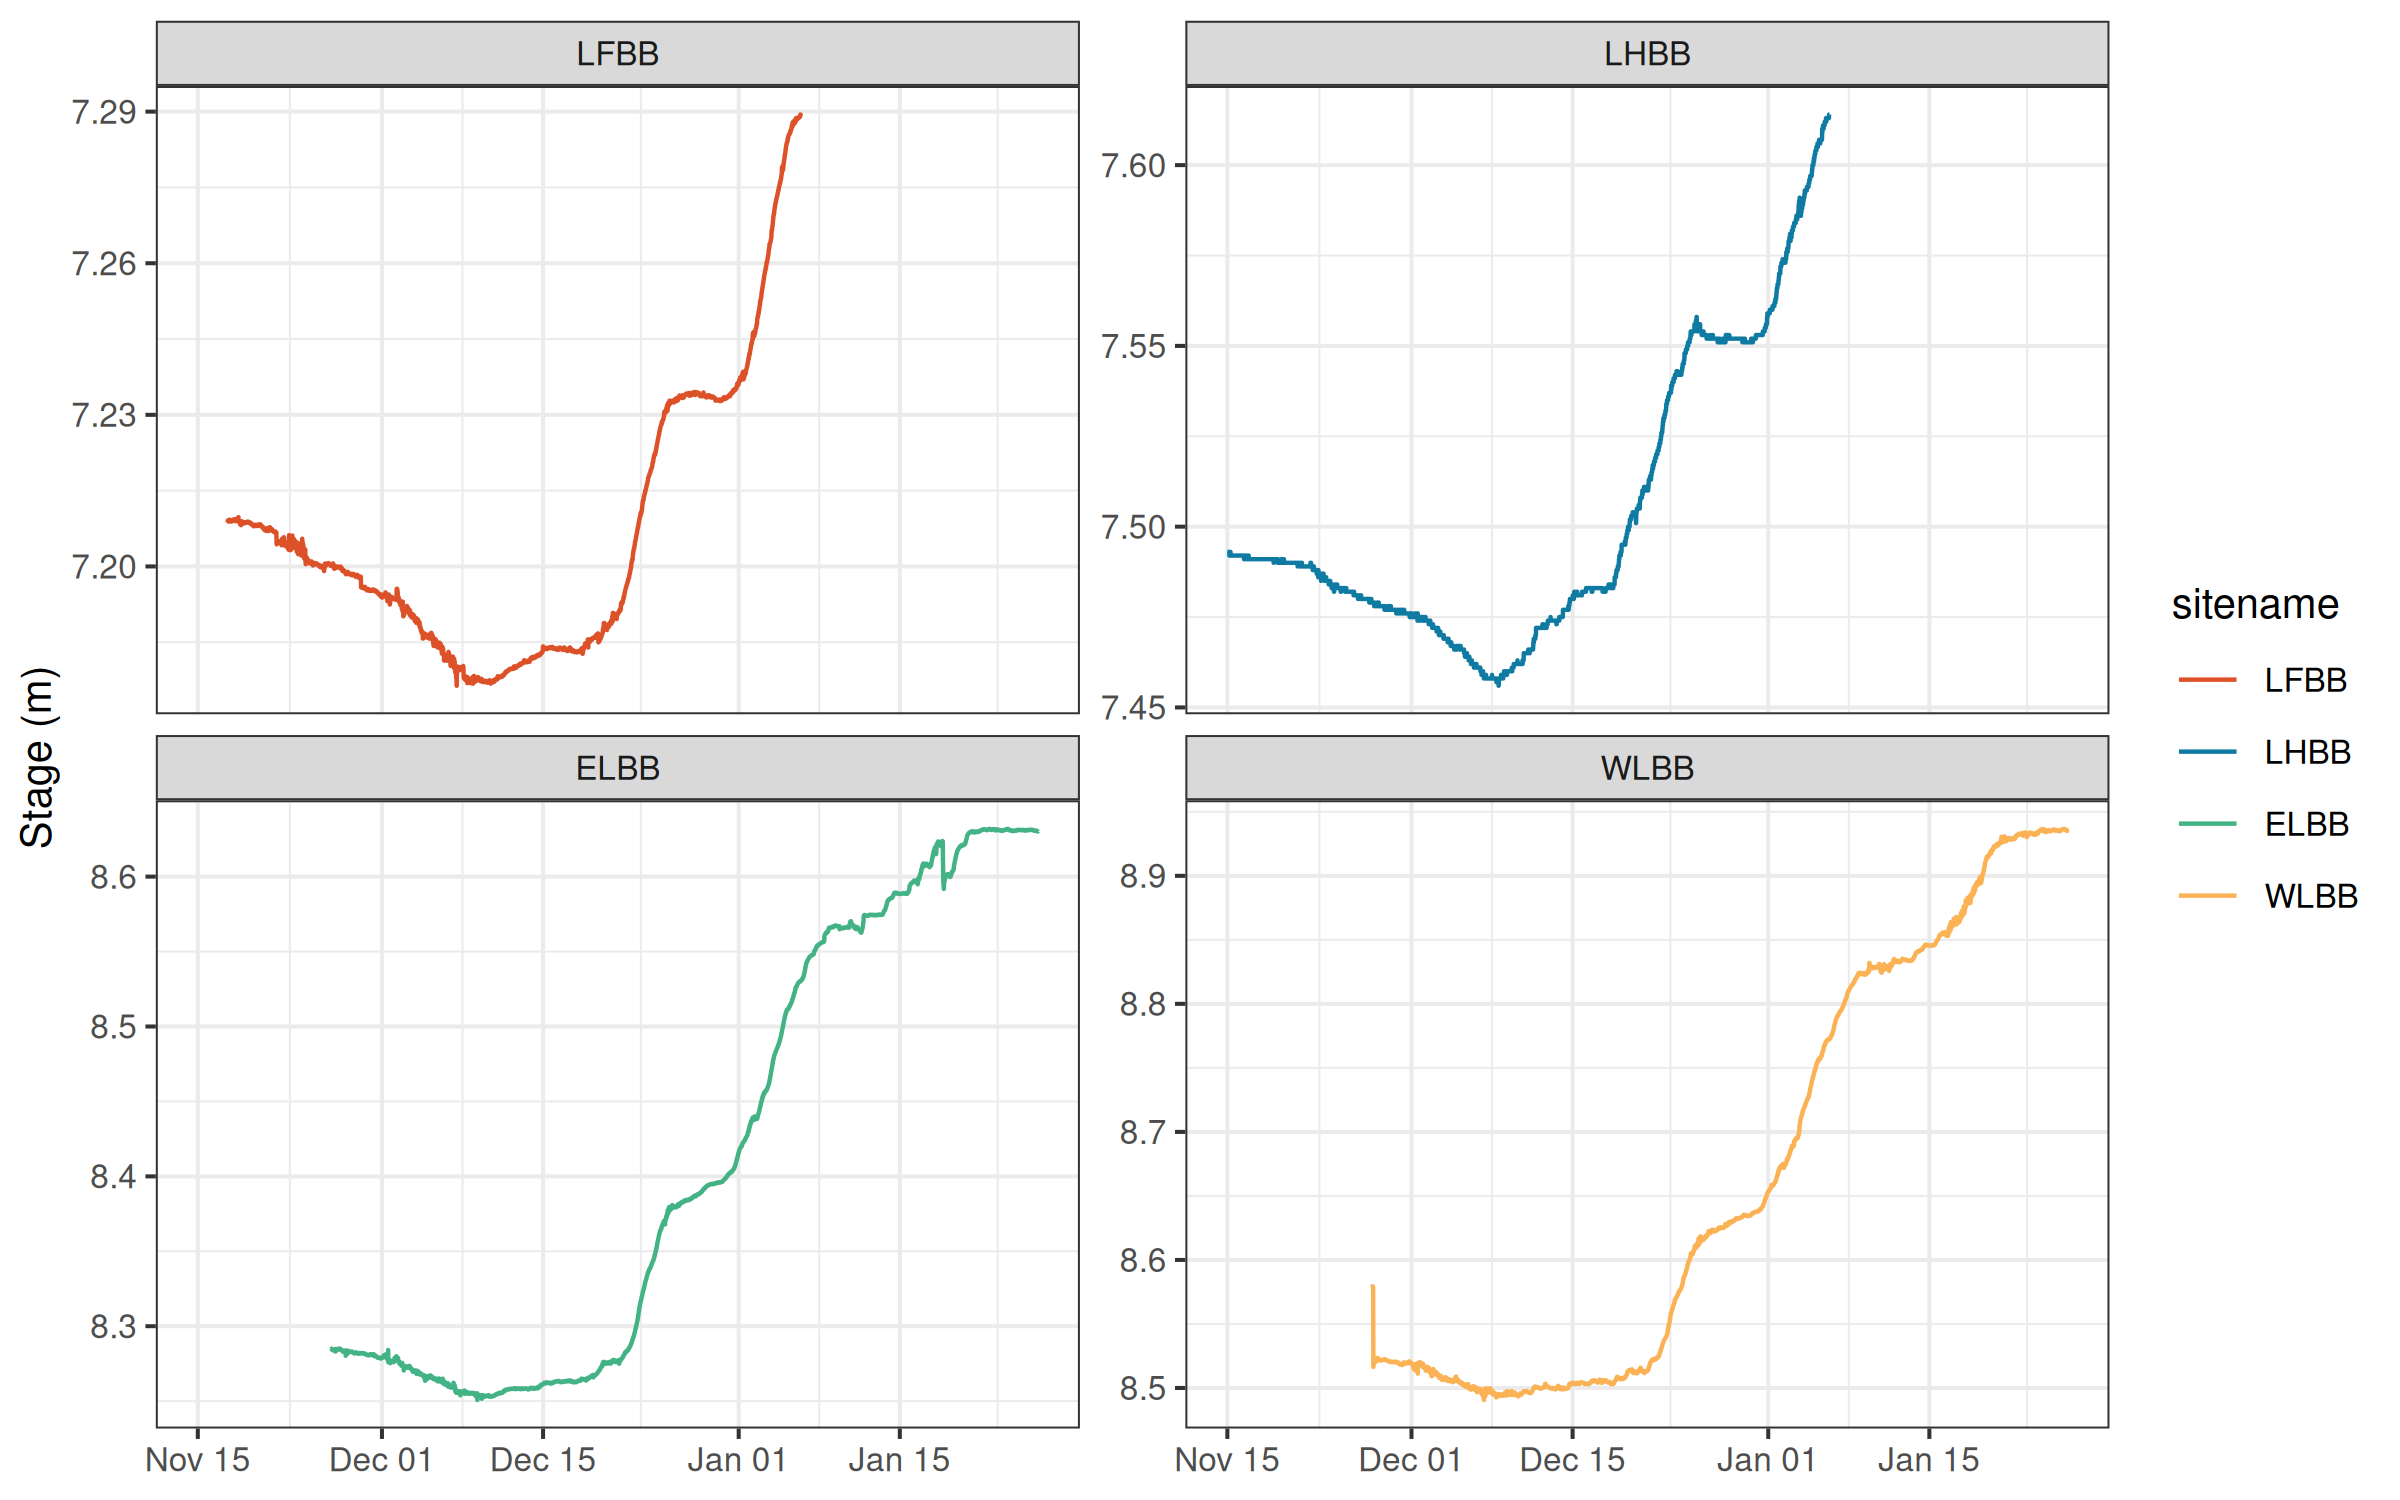 LFBB
LHBB
7.29
7.26
7.23
7.20
7.60
7.55
7.50
7.45
Stage (m)
ELBB
WLBB
8.6
8.5
8.4
8.3
8.9
8.8
8.7
8.6
8.5
Nov 15 Dec 01 Dec 15 Jan 01 Jan 15
Nov 15 Dec 01 Dec 15 Jan 01 Jan 15
sitename
LFBB
LHBB
ELBB
WLBB